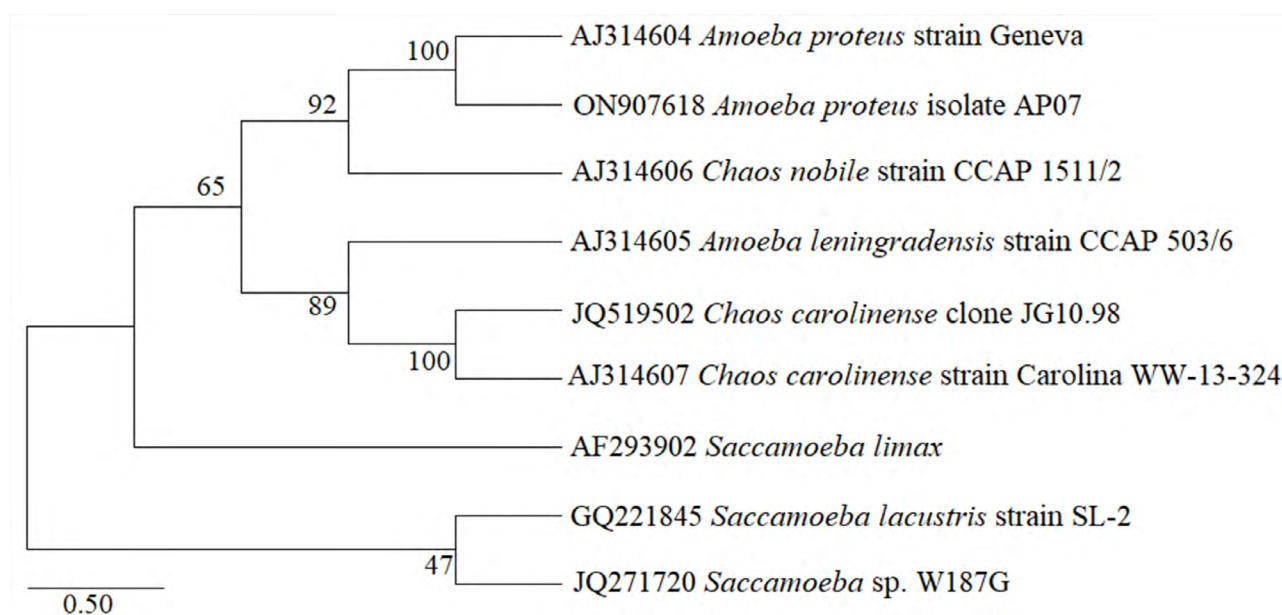 AJ314604 Amoeba proteus strain Geneva
100
ON907618 Amoeba proteus isolate AP07
92
AJ314606 Chaos nobile strain CCAP 1511/2
65
AJ314605 Amoeba leningradensis strain CCAP 503/6
89
JQ519502 Chaos carolinense clone JG10.98
100
AJ314607 Chaos carolinense strain Carolina WW-13-324
AF293902 Saccamoeba limax
GQ221845 Saccamoeba lacustris strain SL-2
47
JQ271720 Saccamoeba sp. W187G
0.50